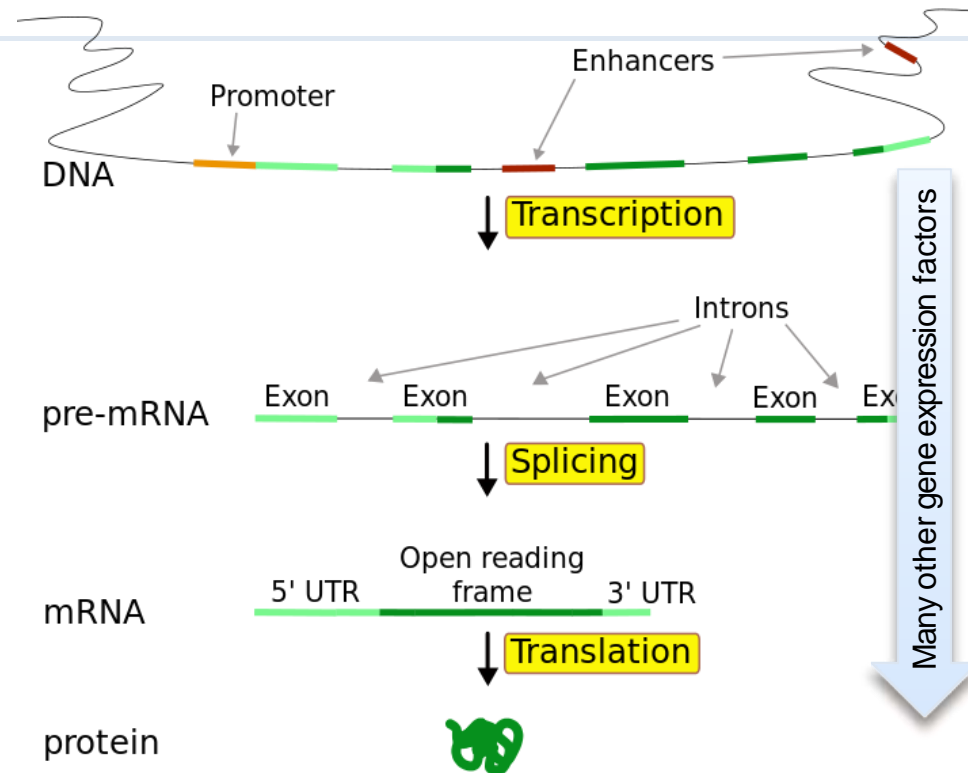 Enhancers
Promoter
DNA
Transcription
Introns
Exon Exon Exon Exon Ex
pre-mRNA
Splicing
Open reading
frame
5' UTR 3' UTR
mRNA
Translation
protein
Many other gene expression factors